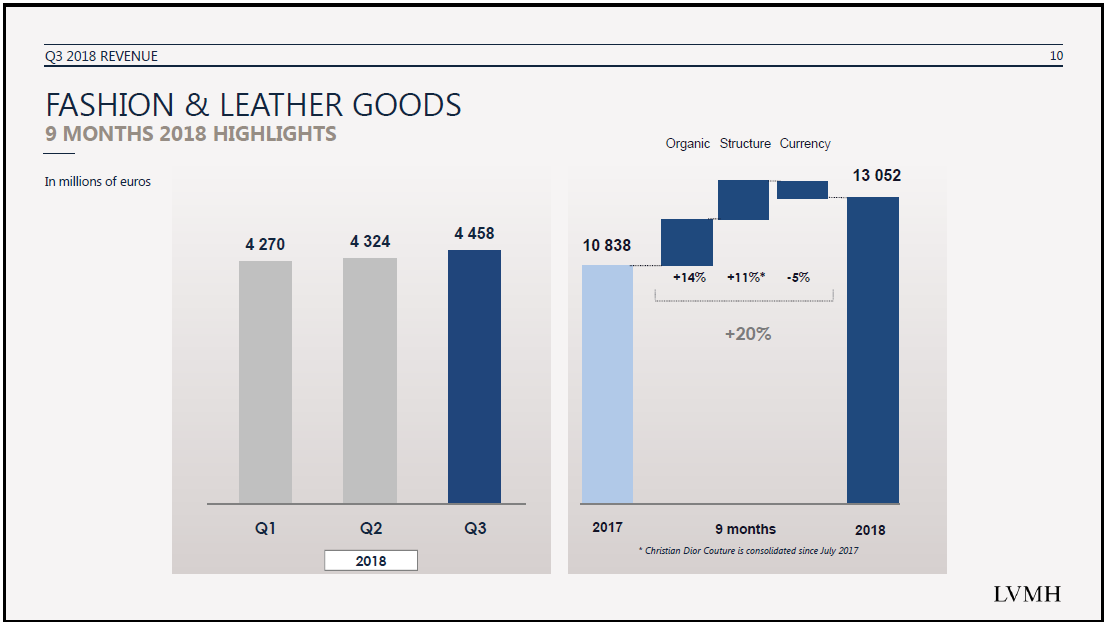 Q3 2018 REVENUE 10
FASHION & LEATHER GOODS
9 MONTHS 2018 HIGHLIGHTS
In millions of euros
4 270
4 324
4 458
Q1 Q2 Q3
2018
Organic Structure Currency
10 838
13 052
+14% +11%* -5%
+20%
2017 9 months 2018
* Christian Dior Couture is consolidated since July 2017
LVMH